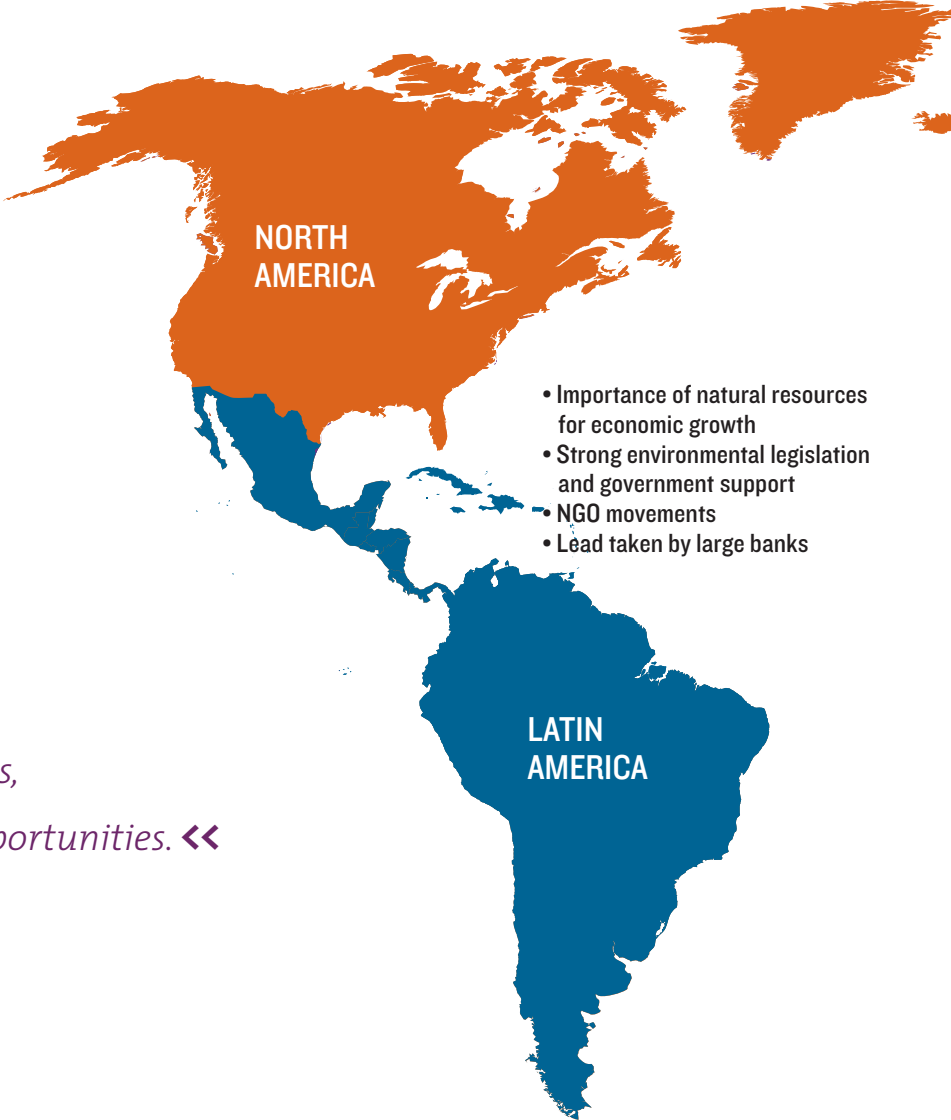 NORTH
AMERICA
• Importance of natural resources
for economic growth
• Strong environmental legislation
and government support
• NGO movements
• Lead taken by large banks
LATIN
AMERICA
s,
portunities. <<